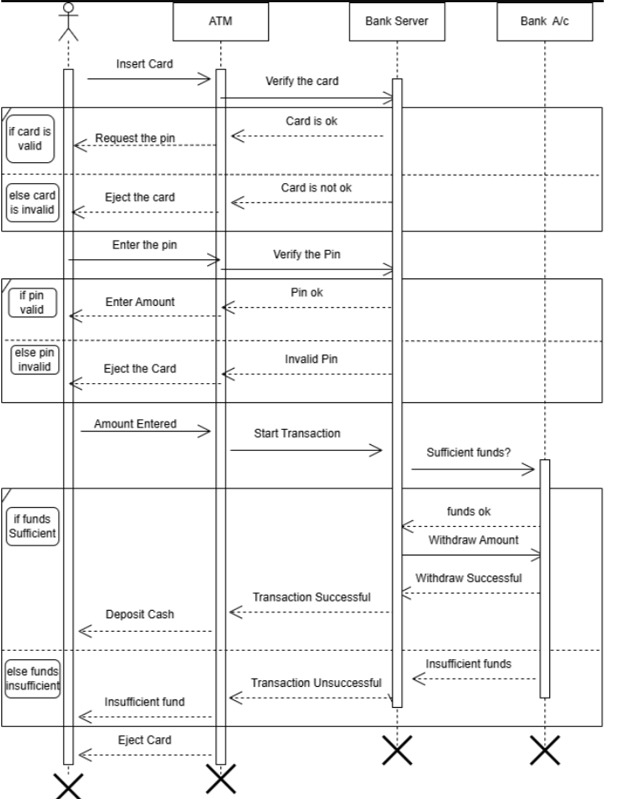 ATM
Bank Server
Bank A/c
Insert Card
Verify the card
Card is ok
if card is
valid
Request the pin
Card is not ok
else card
is invalid
Eject the card
Enter the pin
Verify the Pin
Pin ok
if pin
valid
Enter Amount
Invalid Pin
else pin
invalid
Eject the Card
Amount Entered
Start Transaction
Sufficient funds?
funds ok
if funds
Sufficient
Withdraw Amount
Withdraw Successful
Transaction Successful
Deposit Cash
Insufficient funds
else funds
insufficient
Transaction Unsuccessful
Insufficient fund
Eject Card